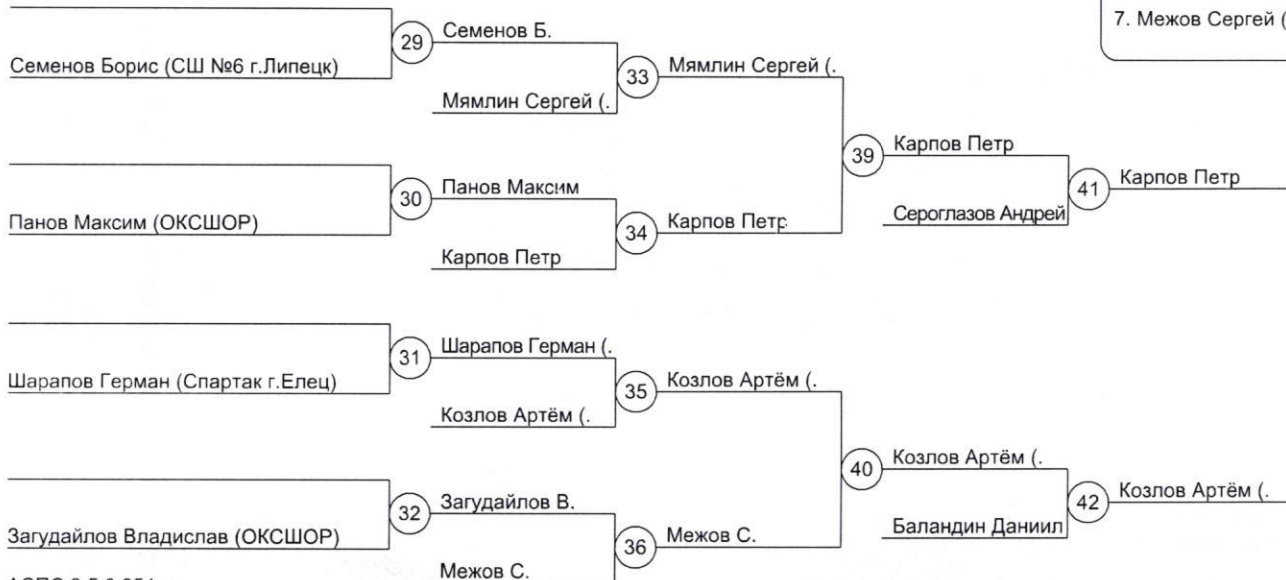 7. Межов Сергей (
29
Семенов Б.
Семенов Борис (СШ №6 г.Липецк)
33
Мямлин Сергей (.
Мямлин Сергей (.
39
Карпов Петр
41
Карпов Петр
30
Панов Максим
Сероглазов Андрей
Панов Максим (ОКСШОР)
34
Карпов Петр
Карпов Петр
31
Шарапов Герман (.
Шарапов Герман (Спартак г.Елец)
35
Козлов Артём (.
Козлов Артём (.
40
Козлов Артём (.
42
Козлов Артём (.
32
Загудайлов В.
Баландин Даниил
Загудайлов Владислав (ОКСШОР)
36
Межов С.
Межов С.